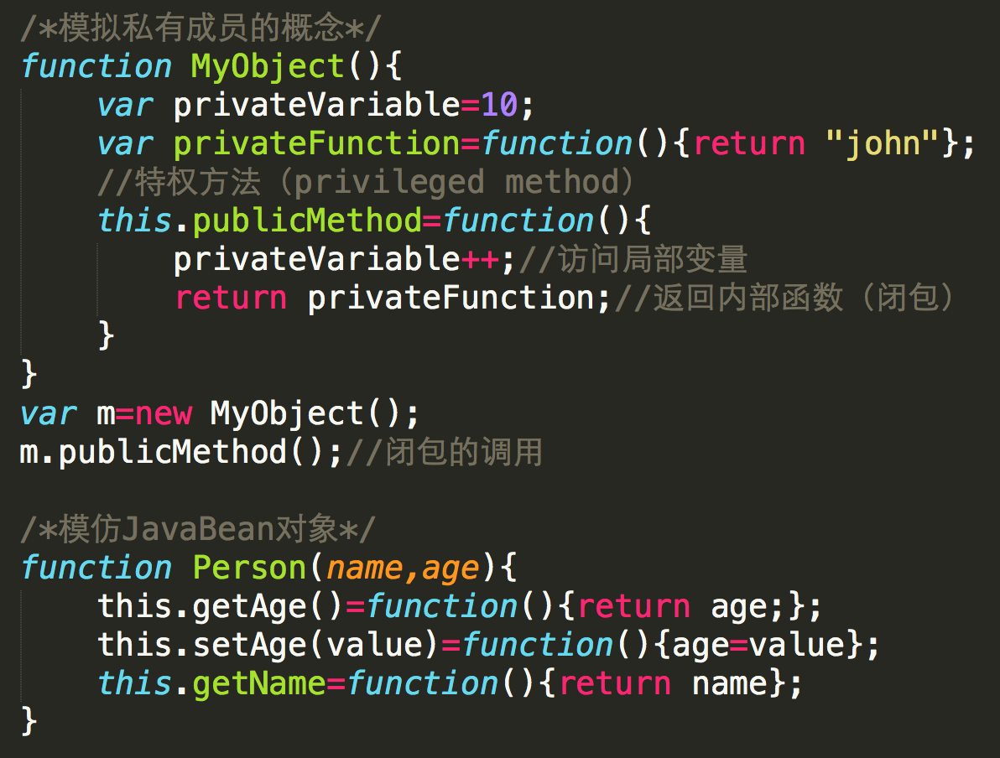 /*模拟私有成员的概念*/
function MyObject(){
    var privateVariable=10;
    var privateFunction=function(){return "john"};
    //特权方法（privileged method）
    this.publicMethod=function(){
        privateVariable++;//访问局部变量
        return privateFunction;//返回内部函数（闭包）
    }
}
var m=new MyObject();
m.publicMethod();//闭包的调用

/*模仿JavaBean对象*/
function Person(name,age){
    this.getAge()=function(){return age;};
    this.setAge(value)=function(){age=value};
    this.getName=function(){return name};
}